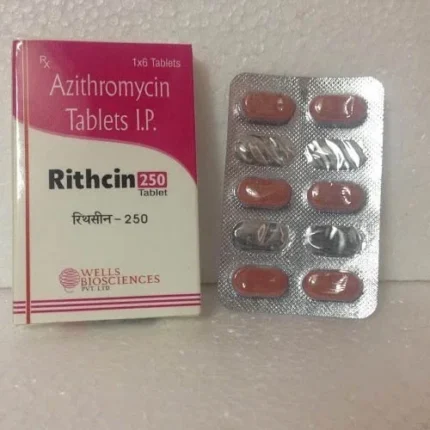 Rx
1x6 Tablets
Azithromycin
Tablets I.P.
Rithcin 250
Tablet
रिथसीन - 250
WELLS
BIOSCIENCES
PVT. LTD.